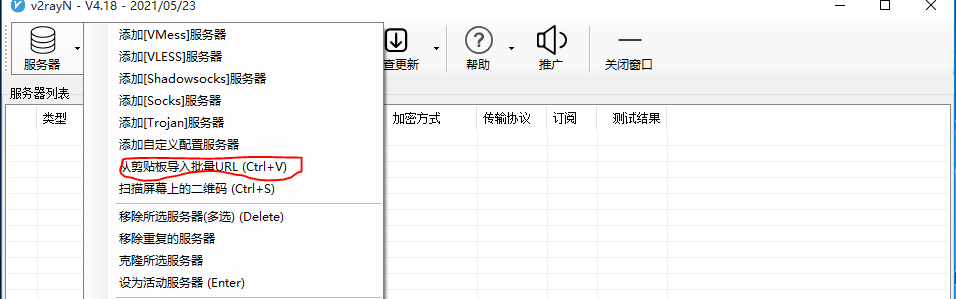 v2rayN - V4.18 - 2021/05/23
服务器
查更新
帮助
推广
关闭窗口
添加[VMess]服务器
添加[VLESS]服务器
添加[Shadowsocks]服务器
添加[Socks]服务器
添加[Trojan]服务器
添加自定义配置服务器
从剪贴板导入批量URL (Ctrl+V)
扫描屏幕上的二维码 (Ctrl+S)
移除所选服务器(多选) (Delete)
移除重复的服务器
克隆所选服务器
设为活动服务器 (Enter)
服务器列表
类型
加密方式
传输协议
订阅
测试结果